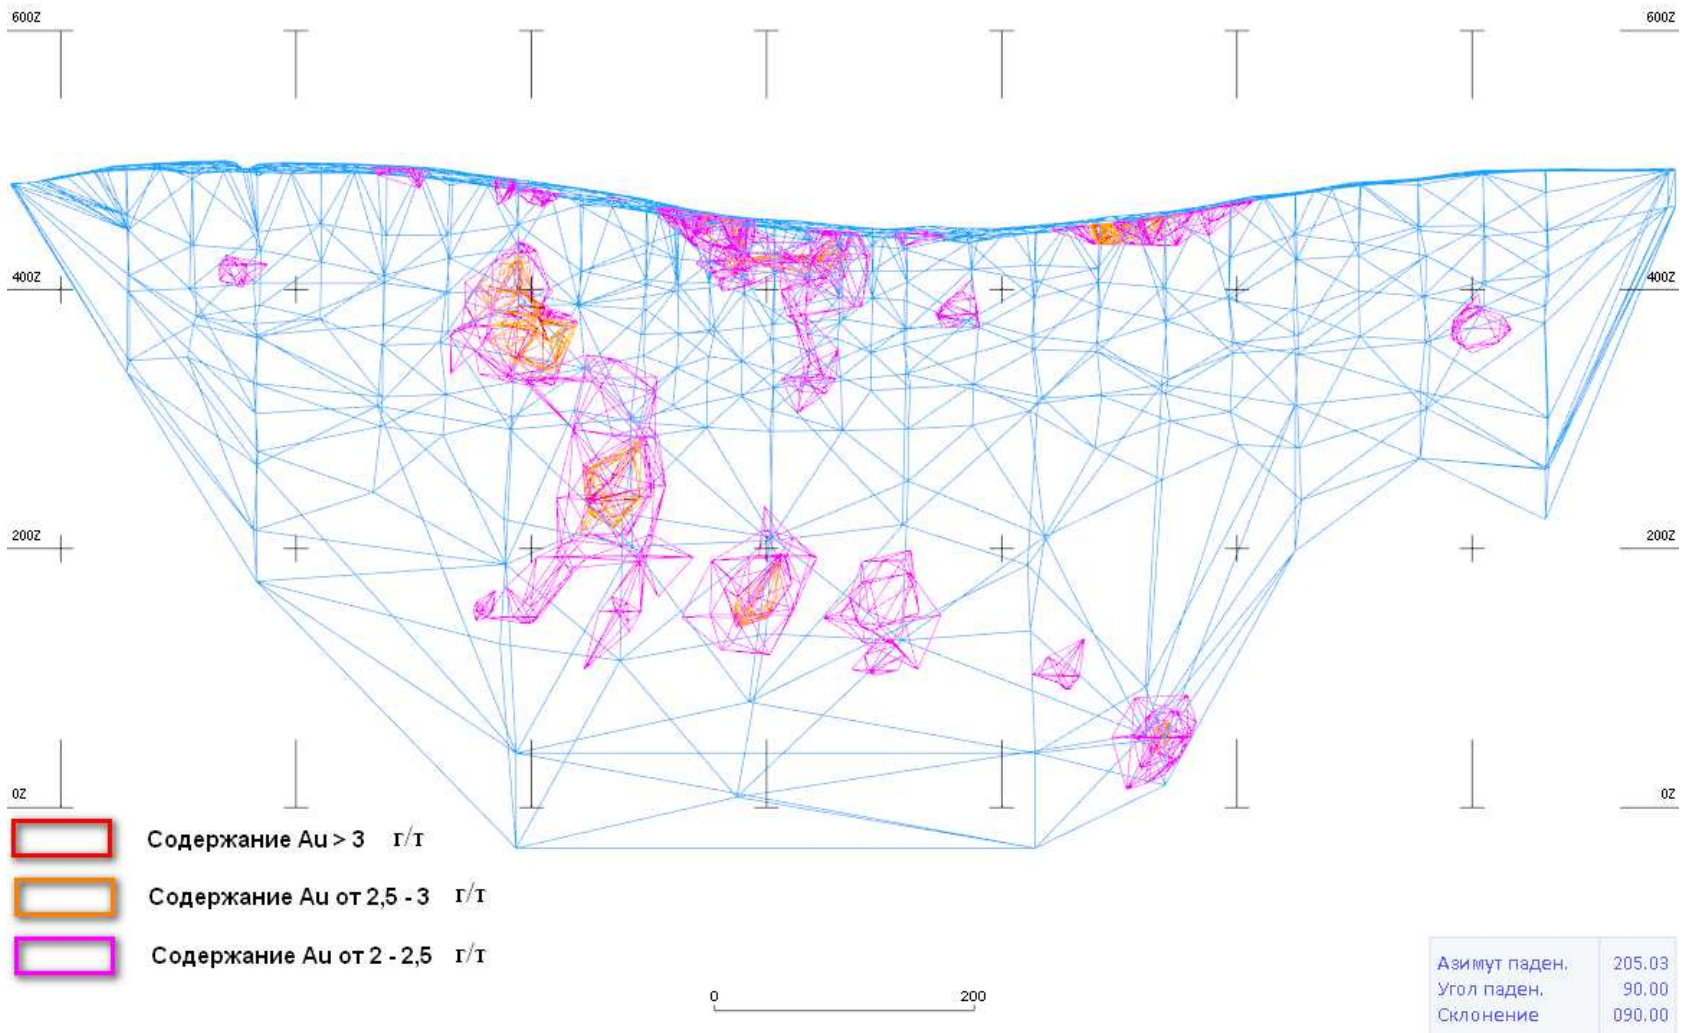 600Z 600Z
400Z 400Z
200Z 200Z
0Z 0Z
Содержание Au > 3 г/т
Содержание Au от 2,5 - 3 г/т
Содержание Au от 2 - 2,5 г/т
0 200
Азимут паден. 205.03
Угол паден. 90.00
Склонение 090.00